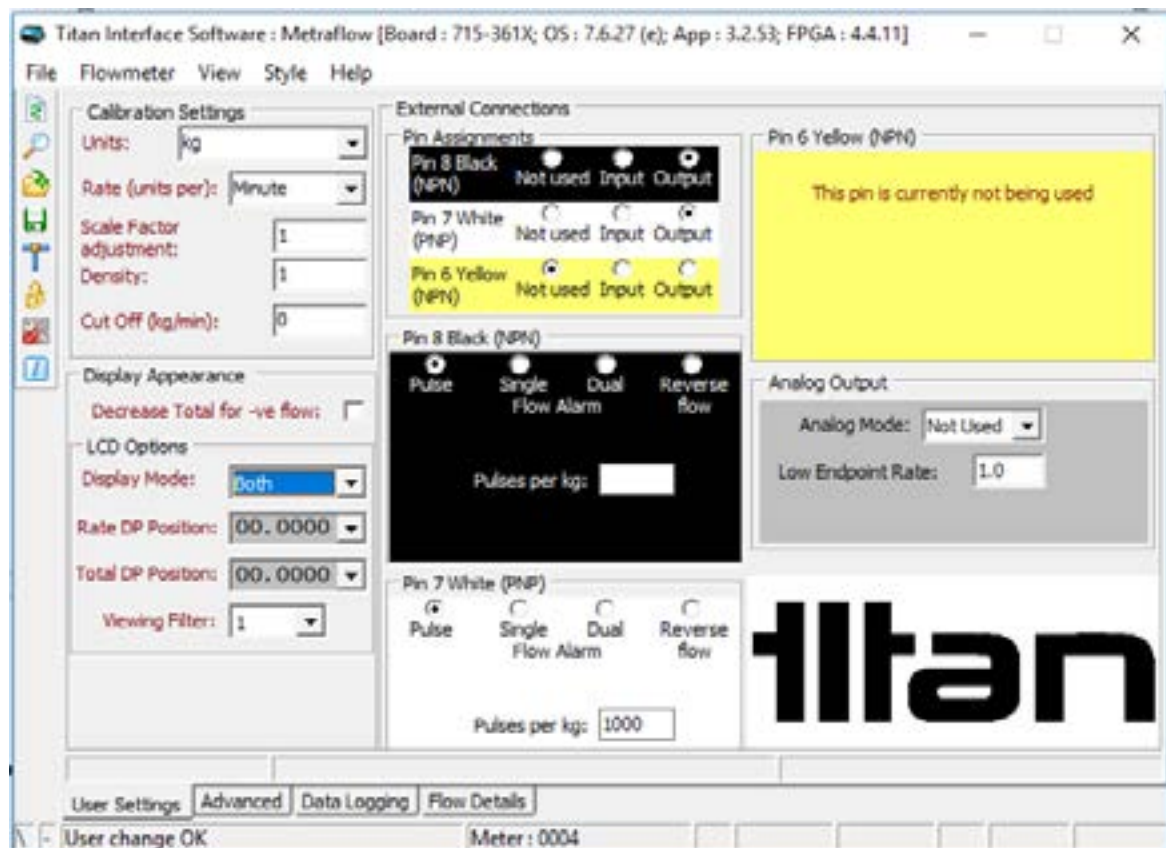 Titan Interface Software : Metraflow [Board : 715-361X; OS : 7.6.27 (e); App : 3.2.53; FPGA : 4.4.11]
File Flowmeter View Style Help
Calibration Settings
Units: kg
Rate (units per): Minute
Scale Factor
adjustment: 1
Density: 1
Cut Off (kg/min): 0
Display Appearance
Decrease Total for -ve flow:
LCD Options
Display Mode: Both
Rate DP Position: 00.0000
Total DP Position: 00.0000
Viewing Filter: 1
External Connections
Pin Assignments
Pin 8 Black
(NPN) Not used Input Output
Pin 7 White
(PNP) Not used Input Output
Pin 6 Yellow
(NPN) Not used Input Output
Pin 8 Black (NPN)
Pulse Single Dual Reverse
Flow Alarm flow
Pulses per kg:
Pin 7 White (PNP)
Pulse Single Dual Reverse
Flow Alarm flow
Pulses per kg: 1000
Pin 6 Yellow (NPN)
This pin is currently not being used
Analog Output
Analog Mode: Not Used
Low Endpoint Rate: 1.0
titan
User Settings Advanced Data Logging Flow Details
User change OK Meter : 0004